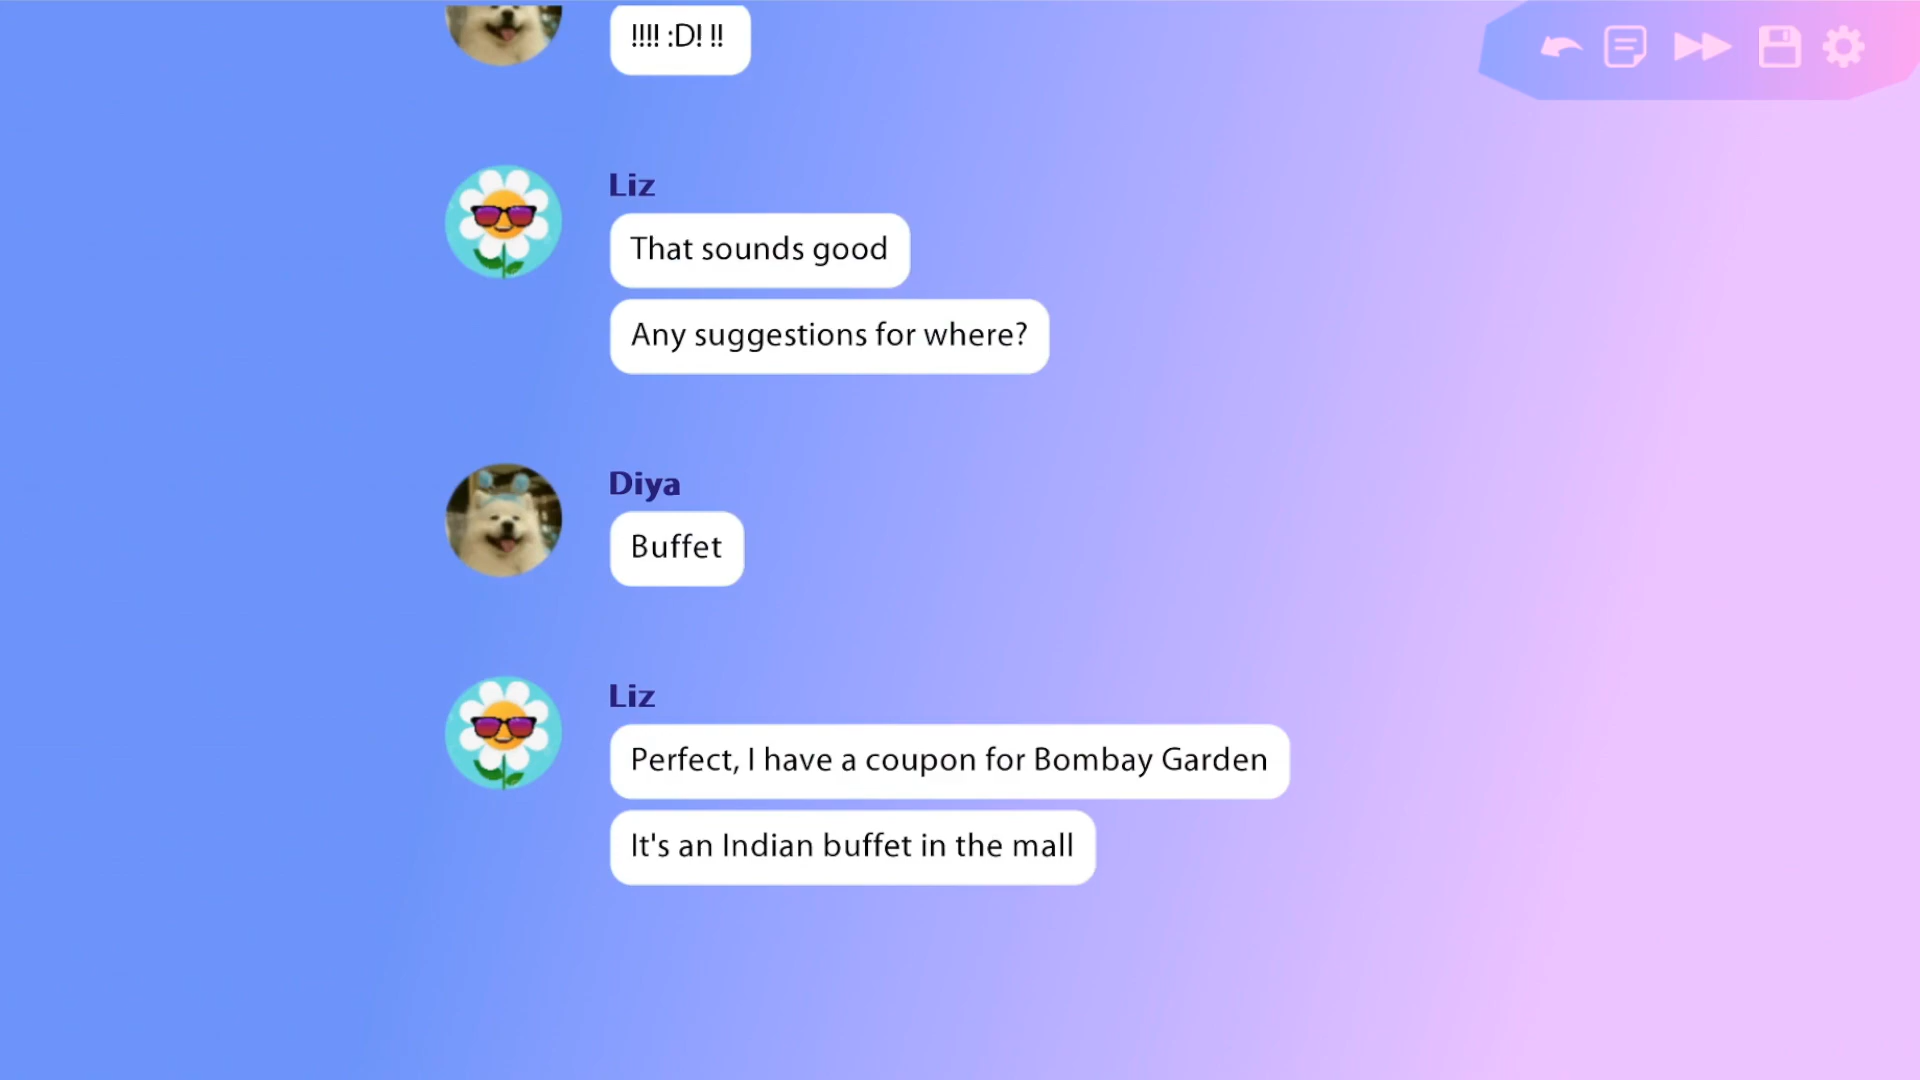 !!!! :D! !!
Liz
That sounds good
Any suggestions for where?
Diya
Buffet
Liz
Perfect, I have a coupon for Bombay Garden
It's an Indian buffet in the mall